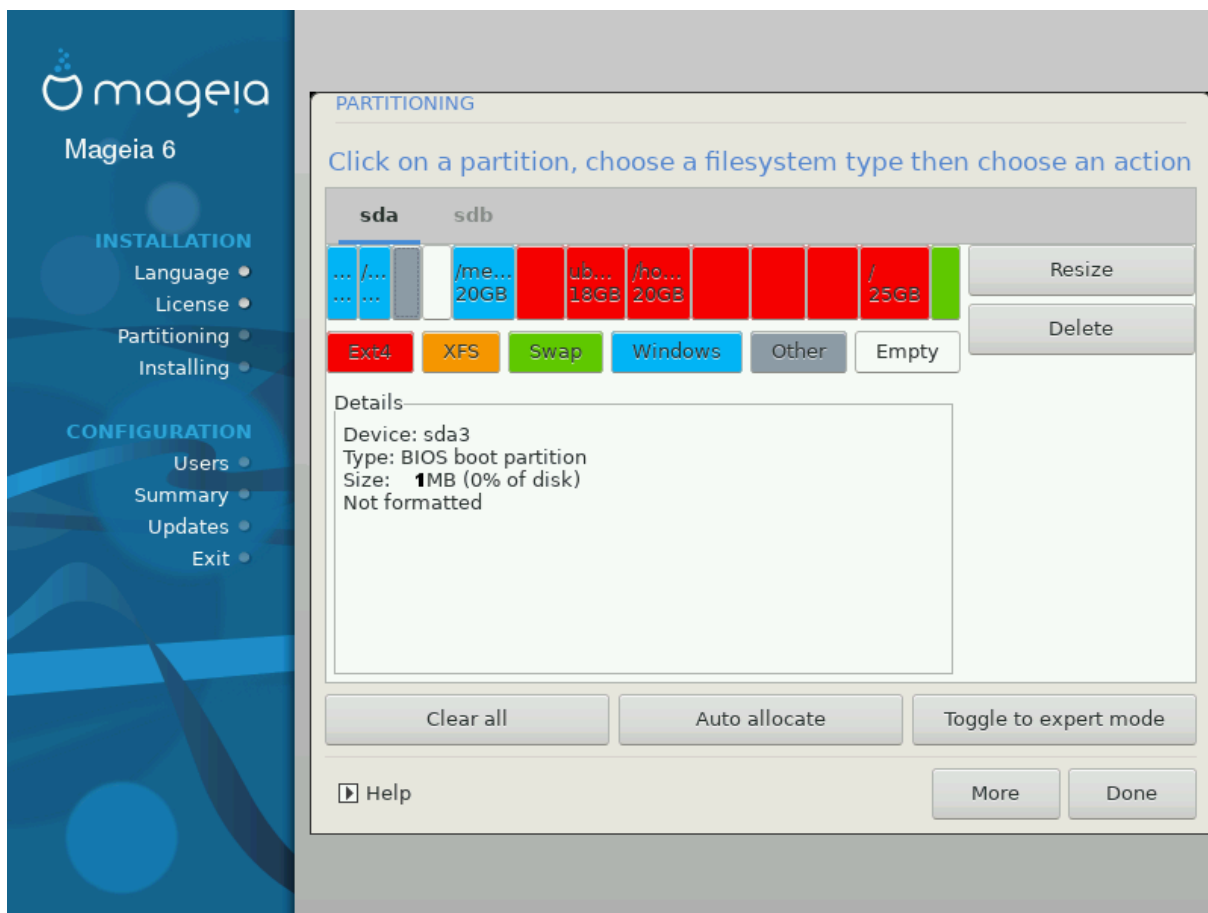 mageia
Mageia 6
INSTALLATION
Language
License
Partitioning
Installing
CONFIGURATION
Users
Summary
Updates
Exit
PARTITIONING
Click on a partition, choose a filesystem type then choose an action
sda sdb
... /... /me... ub... /ho... /
... ... 20GB 18GB 20GB 25GB
Resize
Delete
Ext4 XFS Swap Windows Other Empty
Details
Device: sda3
Type: BIOS boot partition
Size: 1MB (0% of disk)
Not formatted
Clear all Auto allocate Toggle to expert mode
Help More Done